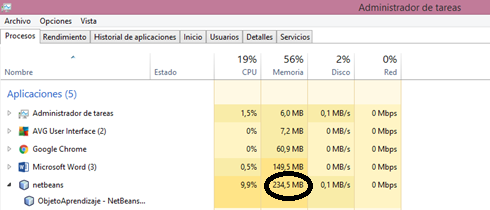 Administrador de tareas
Archivo Opciones Vista
Procesos Rendimiento Historial de aplicaciones Inicio Usuarios Detalles Servicios
19% 56% 2% 0%
Nombre Estado CPU Memoria Disco Red
Aplicaciones (5)
Administrador de tareas 1,5% 6,0 MB 0,1 MB/s 0 Mbps
AVG User Interface (2) 0% 7,2 MB 0 MB/s 0 Mbps
Google Chrome 0% 60,9 MB 0 MB/s 0 Mbps
Microsoft Word (3) 0,5% 149,5 MB 0 MB/s 0 Mbps
netbeans 9,9% 234,5 MB 0,1 MB/s 0 Mbps
ObjetoAprendizaje - NetBeans...